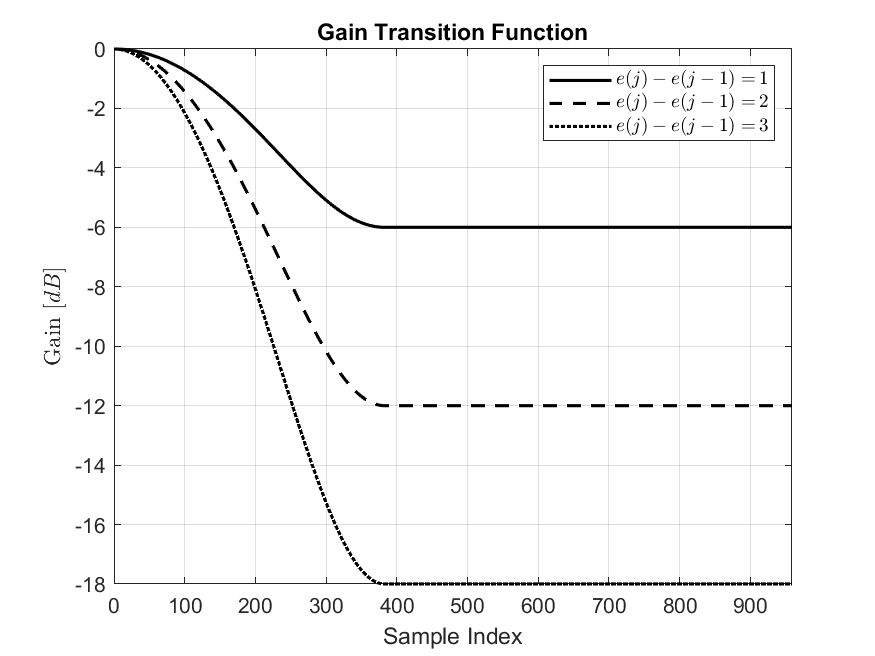 Gain Transition Function
e(j) − e(j − 1) = 1
e(j) − e(j − 1) = 2
e(j) − e(j − 1) = 3
Gain [dB]
0
-2
-4
-6
-8
-10
-12
-14
-16
-18
0 100 200 300 400 500 600 700 800 900
Sample Index